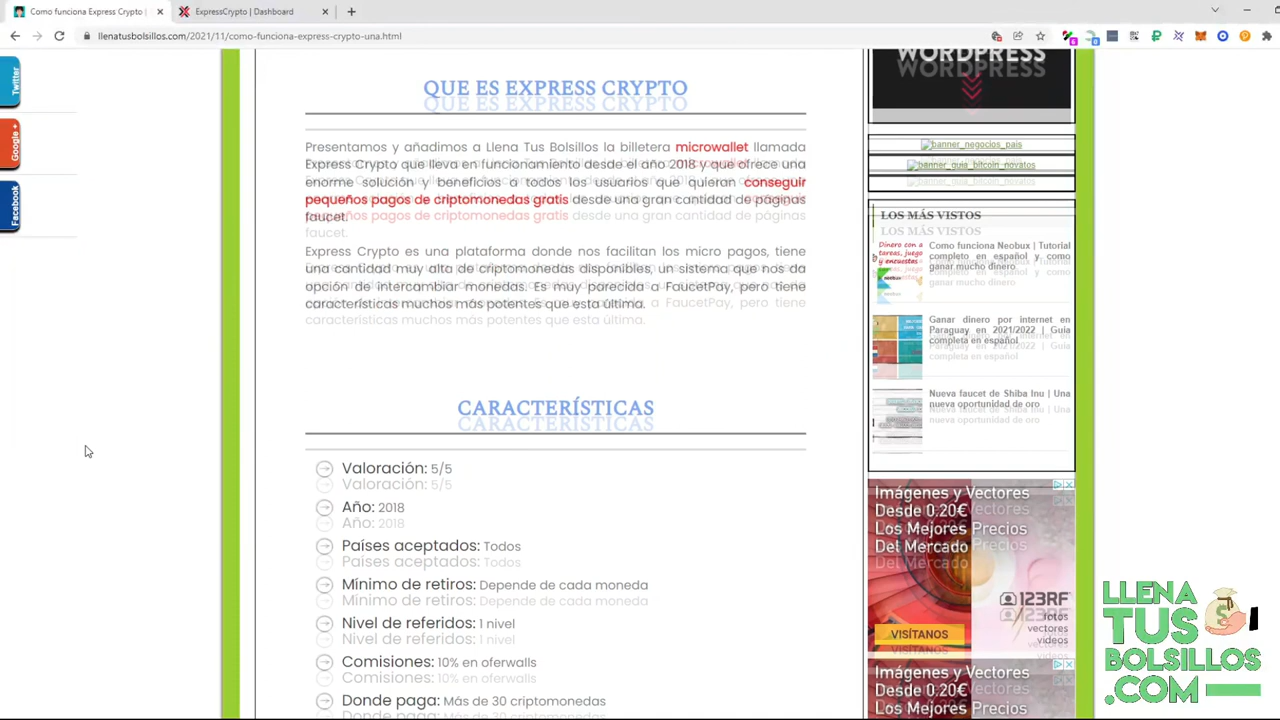 Como funciona Express Crypto |
ExpressCrypto | Dashboard
llenatusbolsillos.com/2021/11/como-funciona-express-crypto-una.html
Twitter
Google +
Facebook
QUE ES EXPRESS CRYPTO
Presentamos y añadimos a Llena Tus Bolsillos la billetera microwallet llamada
Express Crypto, que lleva en funcionamiento desde el año 2018 y que ofrece una
enorme solución y beneficios a todos los usuarios que quieran conseguir
pequeños pagos de criptomonedas gratis desde una gran cantidad de páginas
faucet.
Express Crypto es una plataforma donde nos facilitan los micro pagos, tiene
una cantidad muy alta de criptomonedas disponibles, un sistema que nos da
opción de intercambiar monedas. Es muy parecida a FaucetPay, pero tiene
características muchos más potentes que esta última.
CARACTERÍSTICAS
Valoración: 5/5
Año: 2018
Países aceptados: Todos
Mínimo de retiros: Depende de cada moneda
Nivel de referidos: 1 nivel
Comisiones: 10% en oferwalls
Donde paga: Más de 30 criptomonedas
WORDPRESS
banner_negocios_pais
banner_guia_bitcoin_novatos
LOS MÁS VISTOS
Como funciona Neobux | Tutorial
completo en español y como
ganar mucho dinero
Ganar dinero por internet en
Paraguay en 2021/2022 | Guia
completa en español
Nueva faucet de Shiba Inu | Una
nueva oportunidad de oro
Imágenes y Vectores
Desde 0.20€
Los Mejores Precios
Del Mercado
123RF
fotos
vectores
videos
VISÍTANOS
Imágenes y Vectores
Desde 0.20€
Los Mejores Precios
LLENA
TUS
BOLSILLOS
.COM